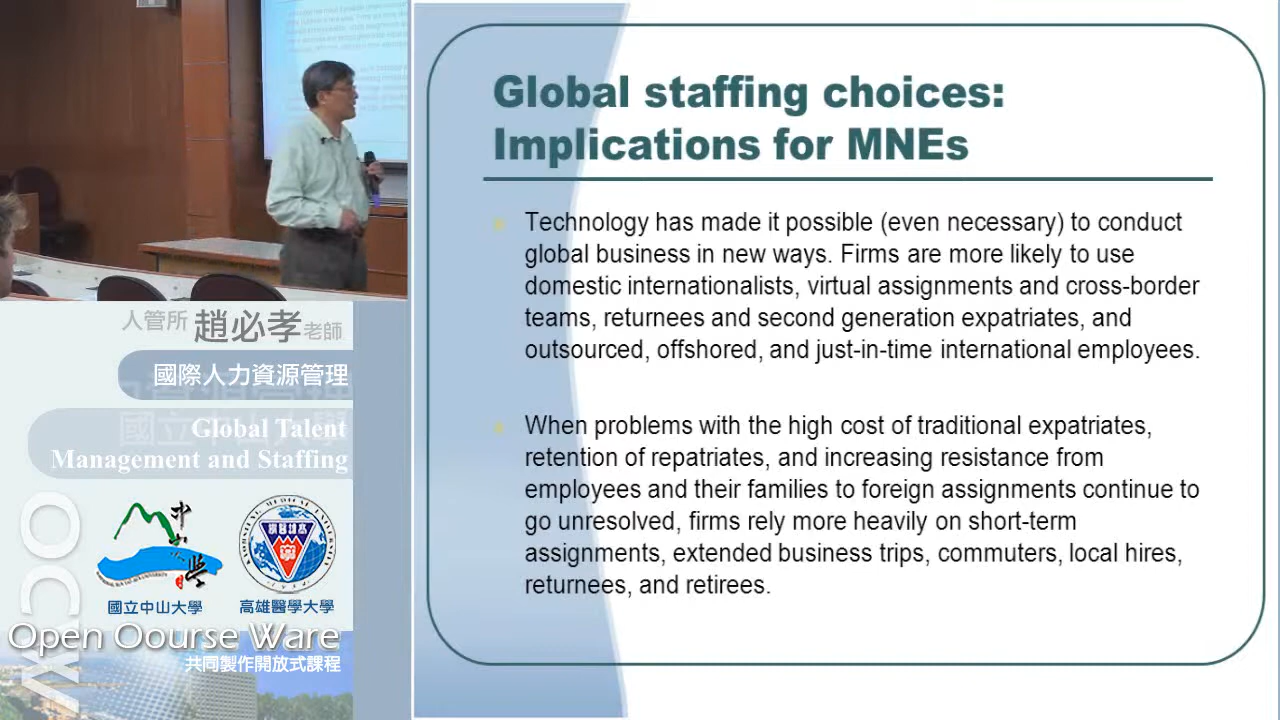 Global staffing choices:
Implications for MNEs
Technology has made it possible (even necessary) to conduct
global business in new ways. Firms are more likely to use
domestic internationalists, virtual assignments and cross-border
teams, returnees and second generation expatriates, and
outsourced, offshored, and just-in-time international employees.
When problems with the high cost of traditional expatriates,
retention of repatriates, and increasing resistance from
employees and their families to foreign assignments continue to
go unresolved, firms rely more heavily on short-term
assignments, extended business trips, commuters, local hires,
returnees, and retirees.
人管所 趙必孝 老師
國際人力資源管理
Global Talent
Management and Staffing
國立中山大學
高雄醫學大學
Open Oourse Ware
共同製作開放式課程
OCW